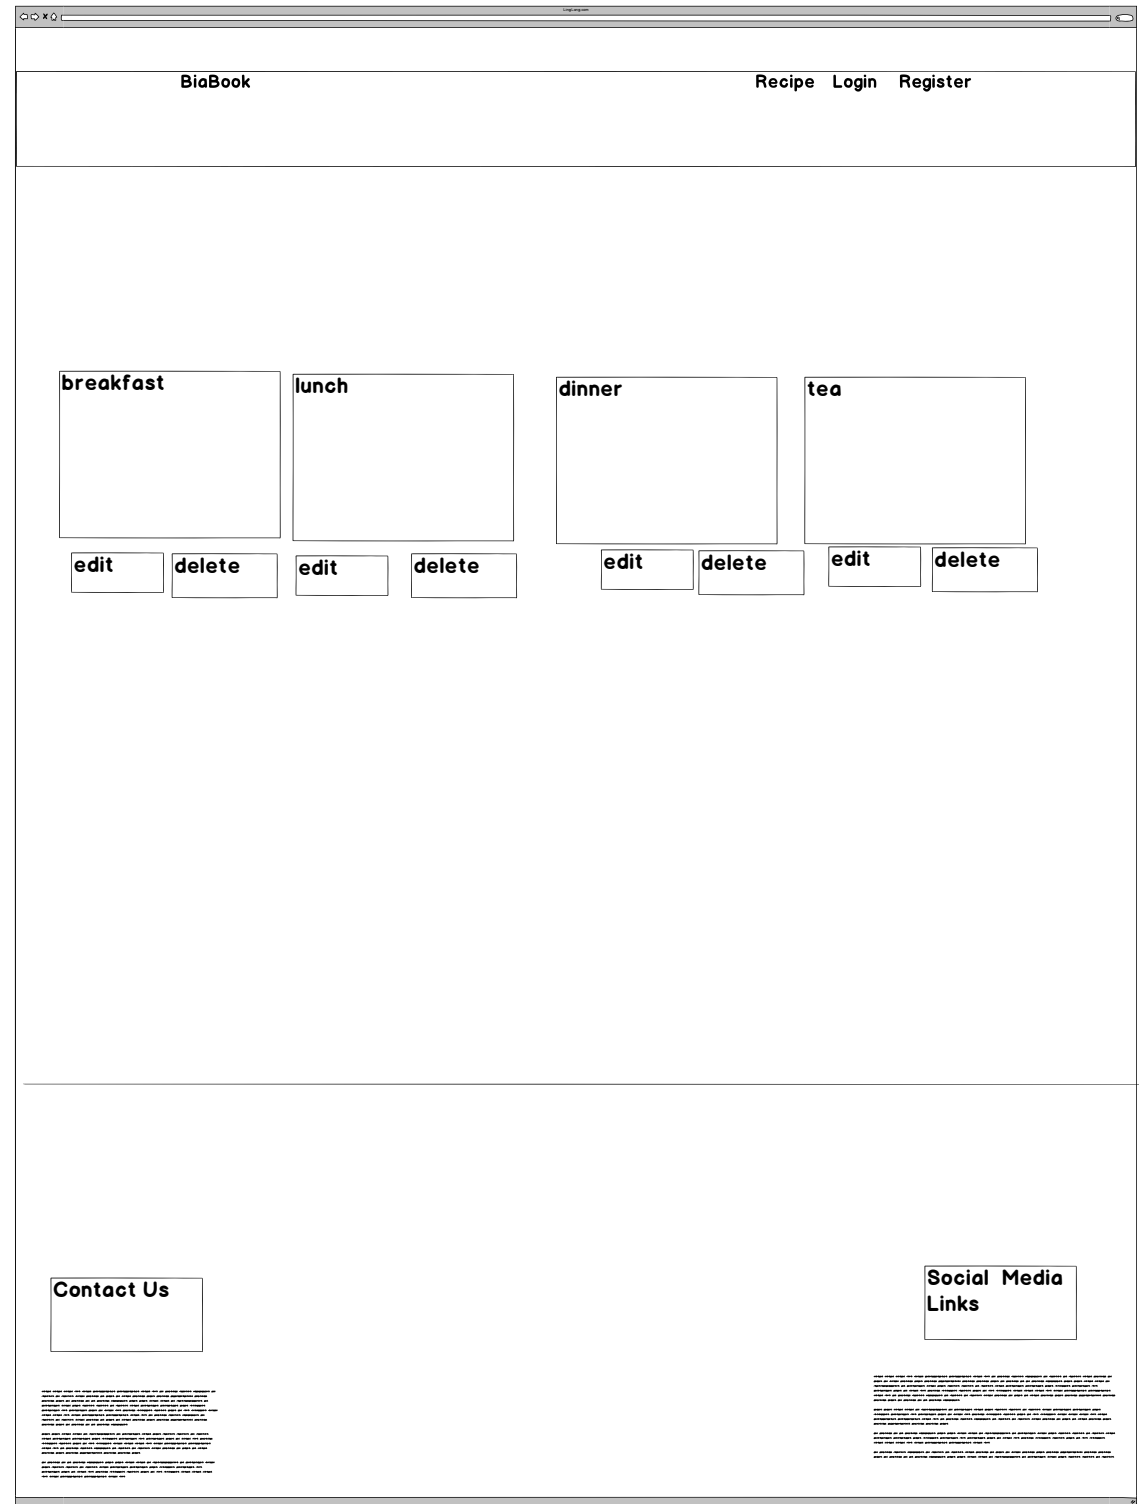 BiaBook
Recipe Login Register
breakfast
lunch
dinner
tea
edit
delete
edit
delete
edit
delete
edit
delete
Contact Us
Social Media
Links